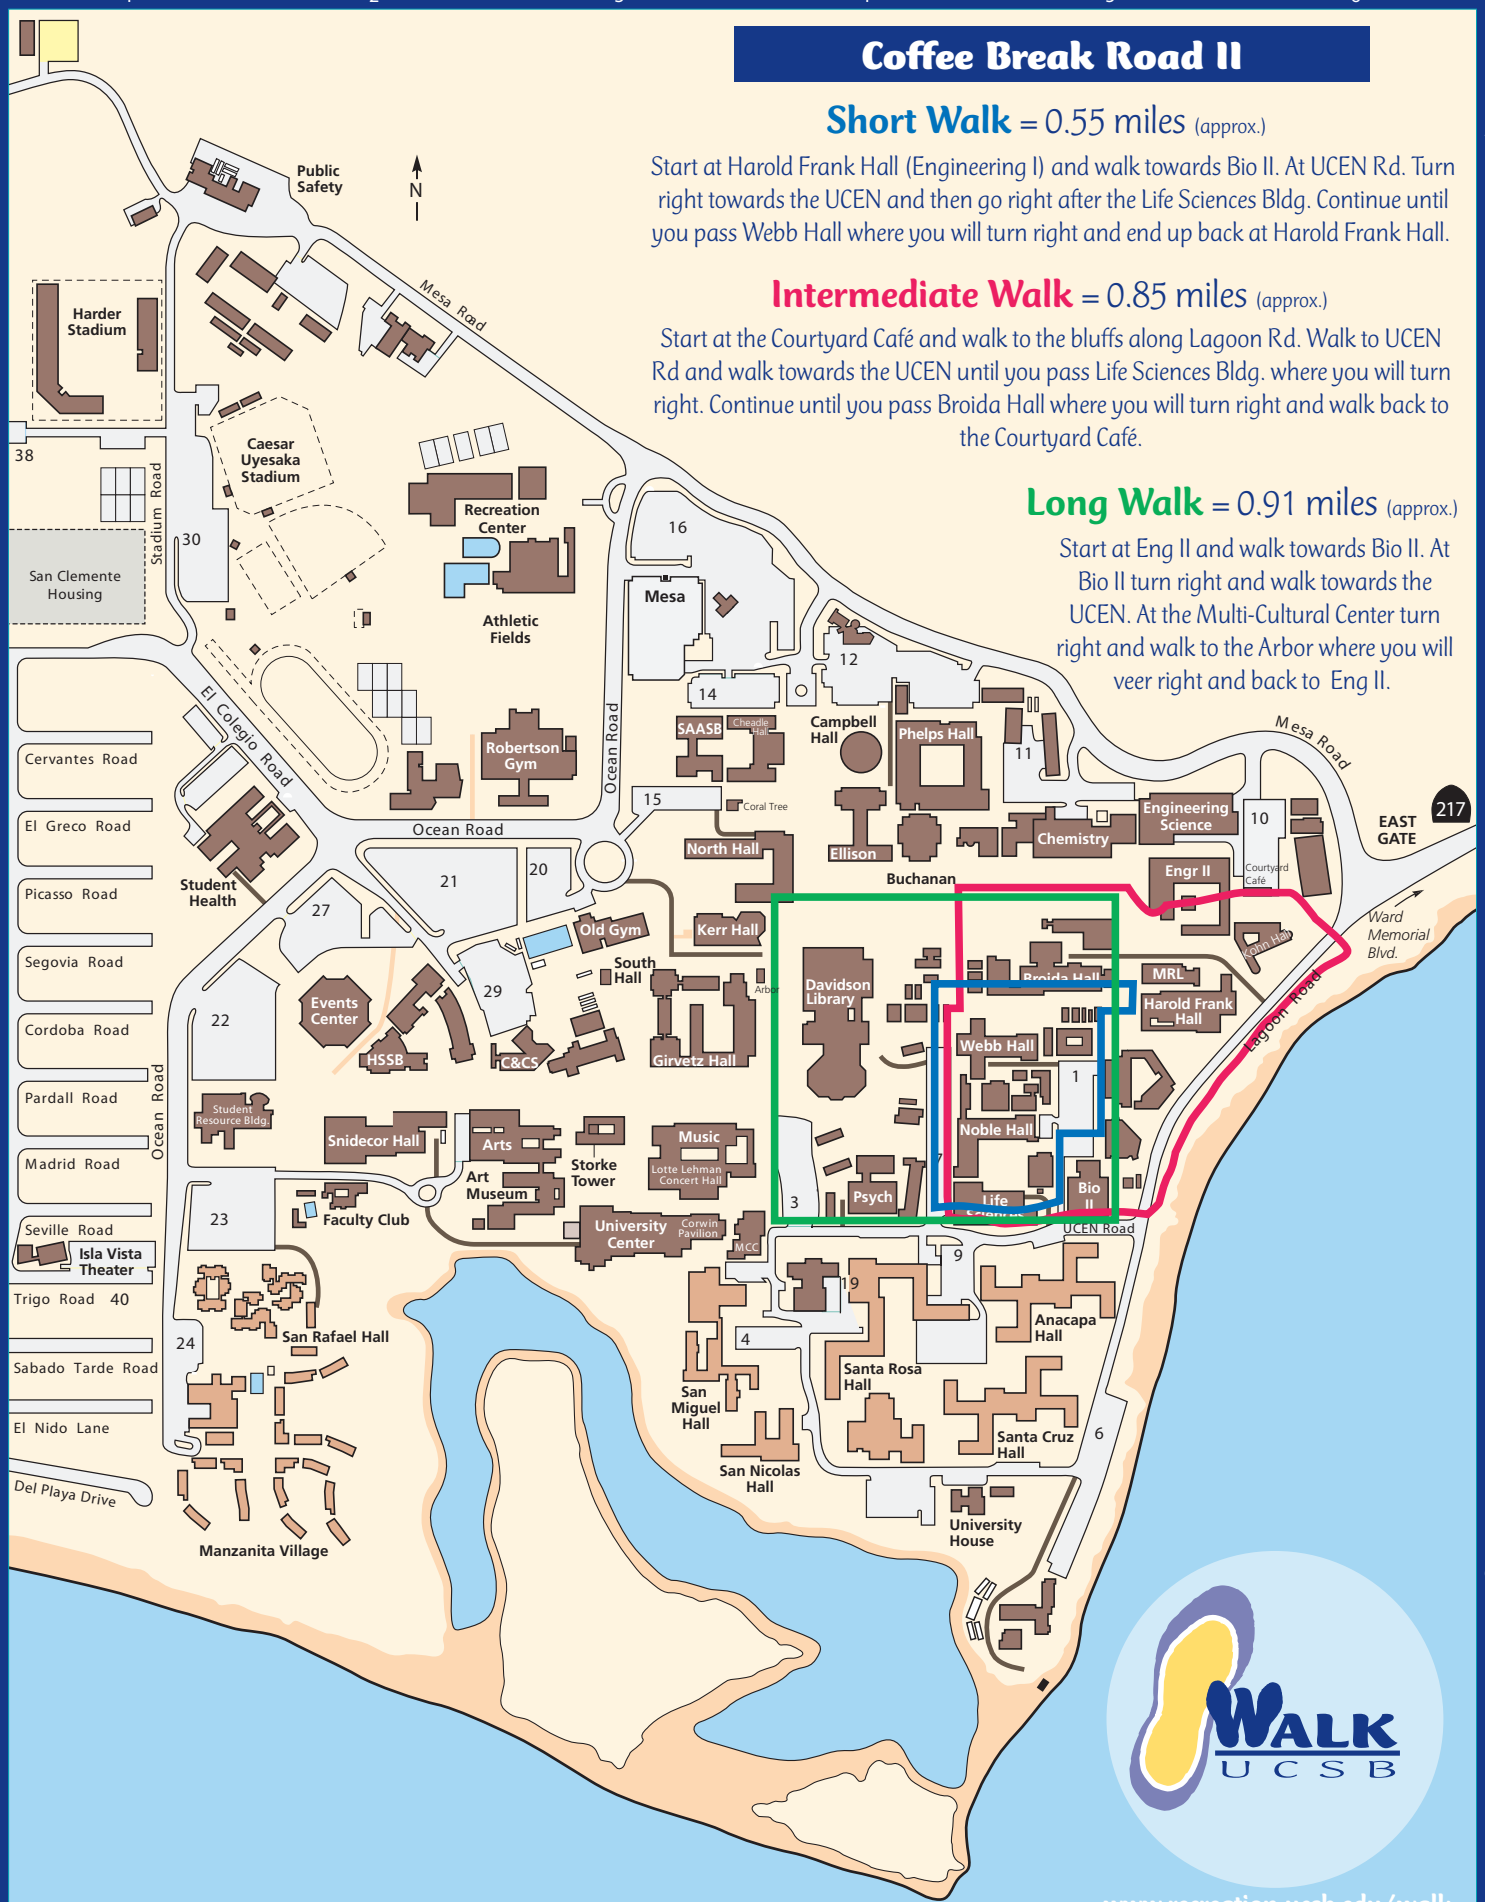 Coffee Break Road II
Short Walk = 0.55 miles (approx.)
Start at Harold Frank Hall (Engineering I) and walk towards Bio II. At UCEN Rd. Turn
right towards the UCEN and then go right after the Life Sciences Bldg. Continue until
you pass Webb Hall where you will turn right and end up back at Harold Frank Hall.
Intermediate Walk = 0.85 miles (approx.)
Start at the Courtyard Café and walk to the bluffs along Lagoon Rd. Walk to UCEN
Rd and walk towards the UCEN until you pass Life Sciences Bldg. where you will turn
right. Continue until you pass Broida Hall where you will turn right and walk back to
the Courtyard Café.
Long Walk = 0.91 miles (approx.)
Start at Eng II and walk towards Bio II. At
Bio II turn right and walk towards the
UCEN. At the Multi-Cultural Center turn
right and walk to the Arbor where you will
veer right and back to Eng II.
Public
Safety
N
Mesa Road
Harder
Stadium
38
Stadium Road
Caesar
Uyesaka
Stadium
30
San Clemente
Housing
Recreation
Center
Athletic
Fields
16
Mesa
12
14
El Colegio Road
Cervantes Road
El Greco Road
Picasso Road
Segovia Road
Cordoba Road
Pardall Road
Madrid Road
Seville Road
Isla Vista
Theater
Trigo Road 40
Sabado Tarde Road
El Nido Lane
Del Playa Drive
Robertson
Gym
Ocean Road
Ocean Road
Ocean Road
SAASB
Cheadle
Hall
Campbell
Hall
Phelps Hall
11
Mesa Road
15
Coral Tree
North Hall
Ellison
Buchanan
Chemistry
Engineering
Science
10
EAST
GATE
217
Engr II
Courtyard
Café
Kohn Hall
Ward
Memorial
Blvd.
Lagoon Road
Student
Health
27
21
20
Old Gym
Kerr Hall
South
Hall
29
Arbor
Davidson
Library
Broida Hall
MRL
Harold Frank
Hall
Events
Center
22
HSSB
C&CS
Girvetz Hall
Webb Hall
1
Student
Resource Bldg.
Snidecor Hall
Arts
Storke
Tower
Music
Lotte Lehman
Concert Hall
Noble Hall
7
Art
Museum
3
Psych
Life
Sciences
Bio
II
23
Faculty Club
University
Center
Corwin
Pavilion
MCC
UCEN Road
9
19
Anacapa
Hall
San Rafael Hall
24
4
Santa Rosa
Hall
San
Miguel
Hall
Santa Cruz
Hall
6
San Nicolas
Hall
University
House
Manzanita Village
WALK
UCSB